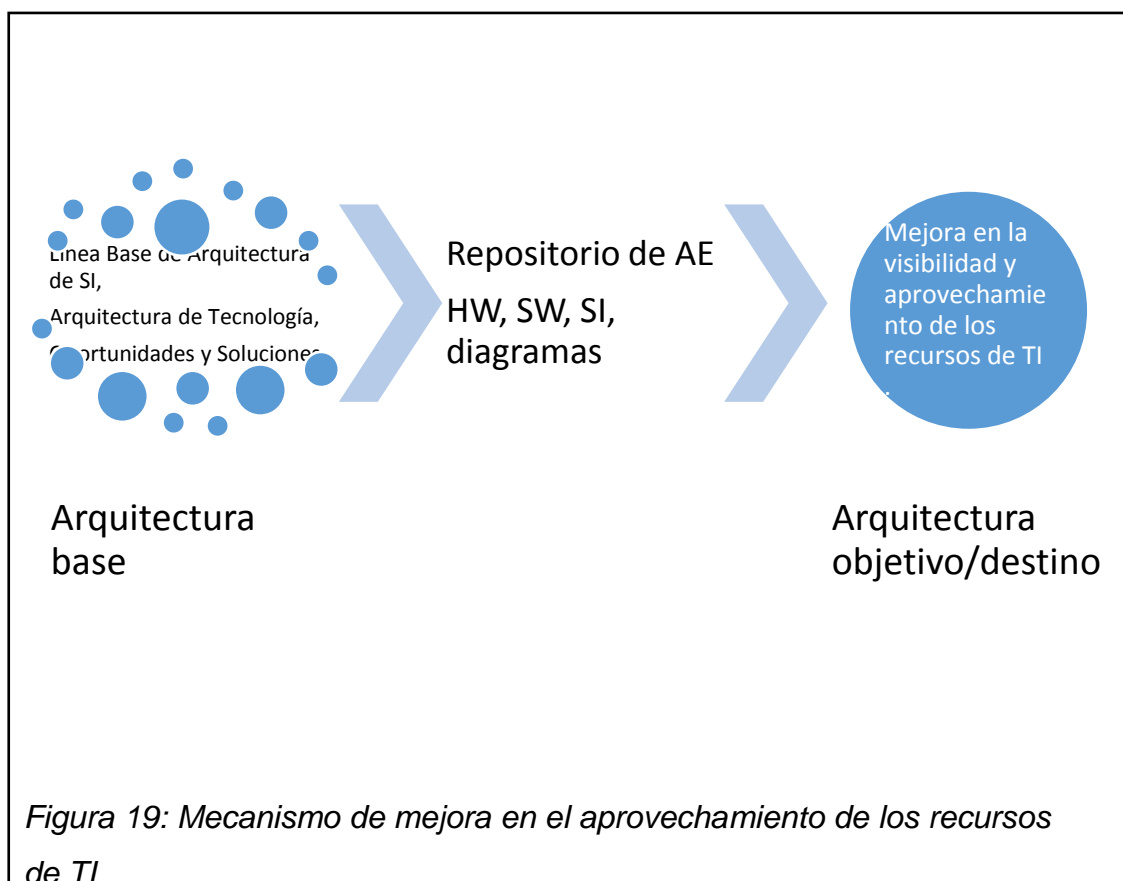 Línea Base de Arquitectura
de SI,
Arquitectura de Tecnología,
Oportunidades y Soluciones
Repositorio de AE
HW, SW, SI,
diagramas
Mejora en la
visibilidad y
aprovechamie
nto de los
recursos de TI
.
Arquitectura
base
Arquitectura
objetivo/destino
Figura 19: Mecanismo de mejora en el aprovechamiento de los recursos
de TI